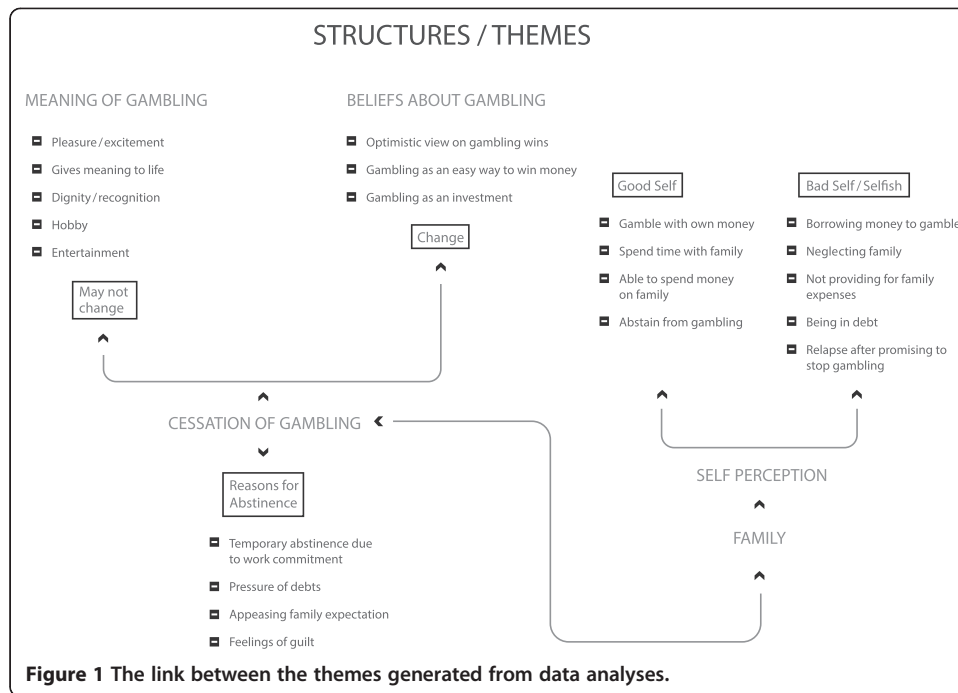 STRUCTURES / THEMES
MEANING OF GAMBLING
Pleasure / excitement
Gives meaning to life
Dignity / recognition
Hobby
Entertainment
May not
change
BELIEFS ABOUT GAMBLING
Optimistic view on gambling wins
Gambling as an easy way to win money
Gambling as an investment
Change
Good Self
Gamble with own money
Spend time with family
Able to spend money
on family
Abstain from gambling
Bad Self / Selfish
Borrowing money to gamble
Neglecting family
Not providing for family
expenses
Being in debt
Relapse after promising to
stop gambling
CESSATION OF GAMBLING
Reasons for
Abstinence
Temporary abstinence due
to work commitment
Pressure of debts
Appeasing family expectation
Feelings of guilt
SELF PERCEPTION
FAMILY
Figure 1 The link between the themes generated from data analyses.